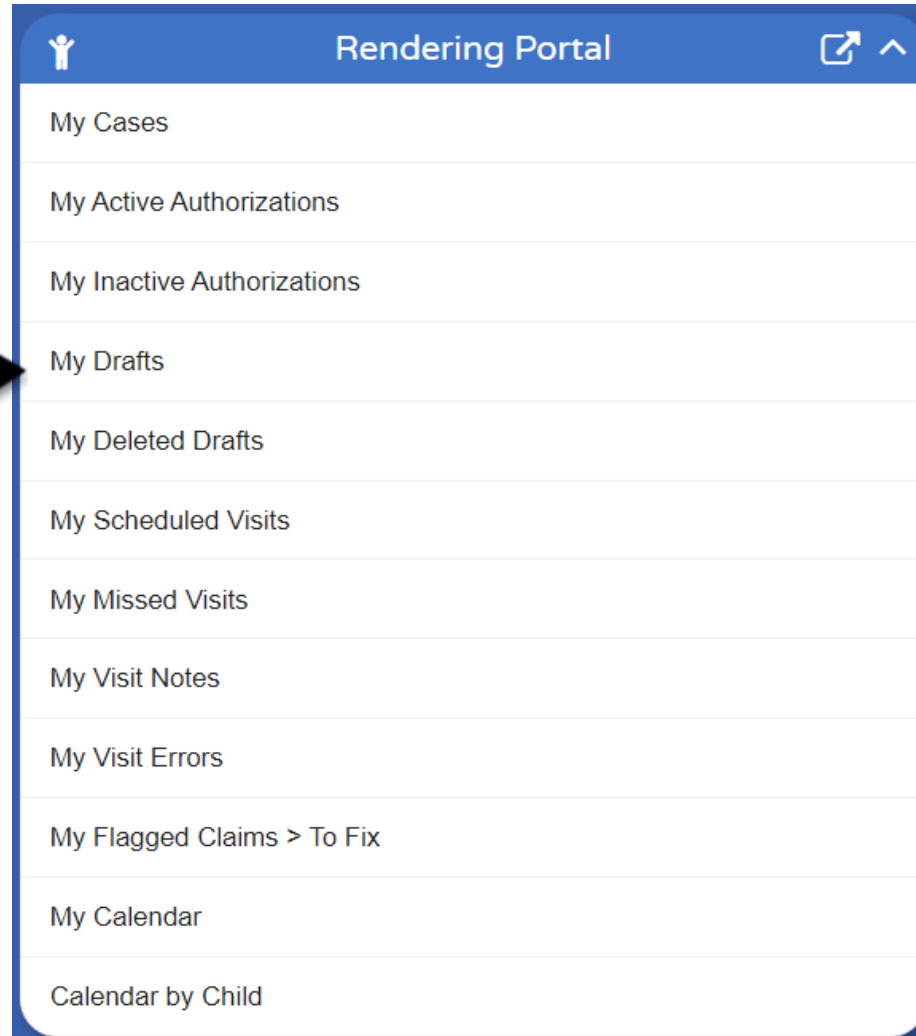 Rendering Portal
My Cases
My Active Authorizations
My Inactive Authorizations
My Drafts
My Deleted Drafts
My Scheduled Visits
My Missed Visits
My Visit Notes
My Visit Errors
My Flagged Claims > To Fix
My Calendar
Calendar by Child